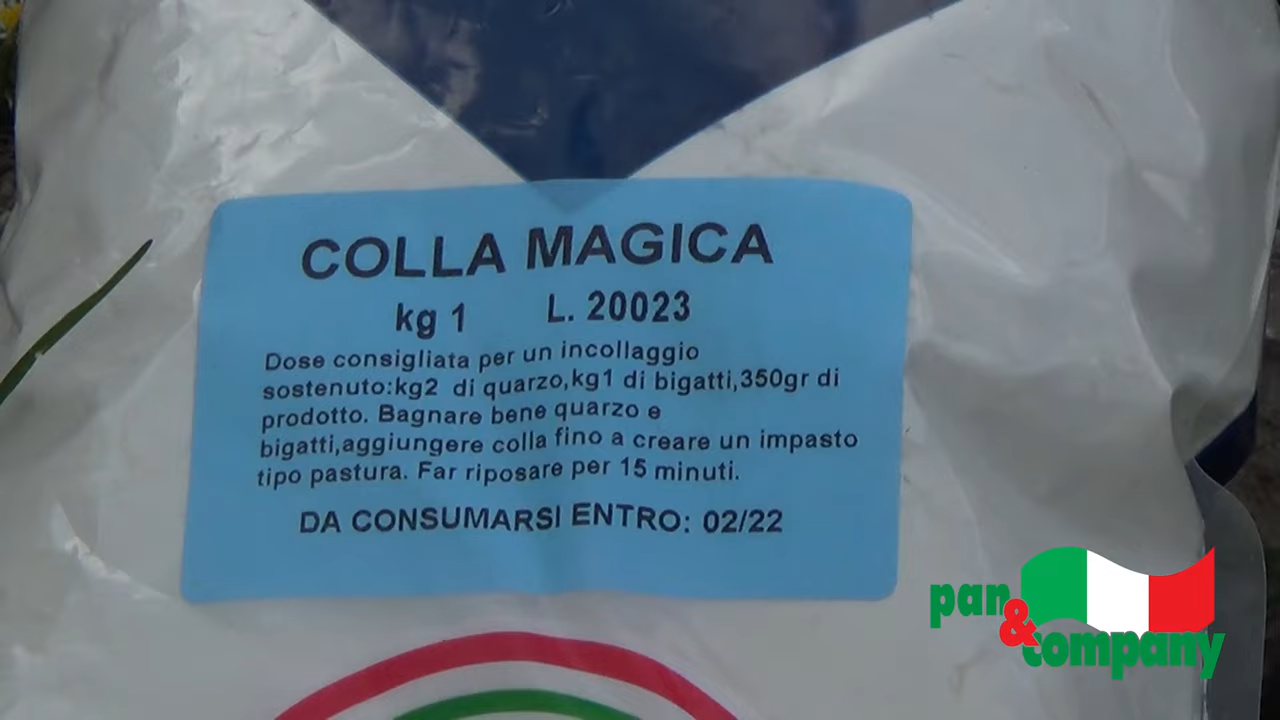 COLLA MAGICA
kg 1 L. 20023
Dose consigliata per un incollaggio
sostenuto:kg2 di quarzo,kg1 di bigatti,350gr di
prodotto. Bagnare bene quarzo e
bigatti,aggiungere colla fino a creare un impasto
tipo pastura. Far riposare per 15 minuti.
DA CONSUMARSI ENTRO: 02/22
pan
&
company